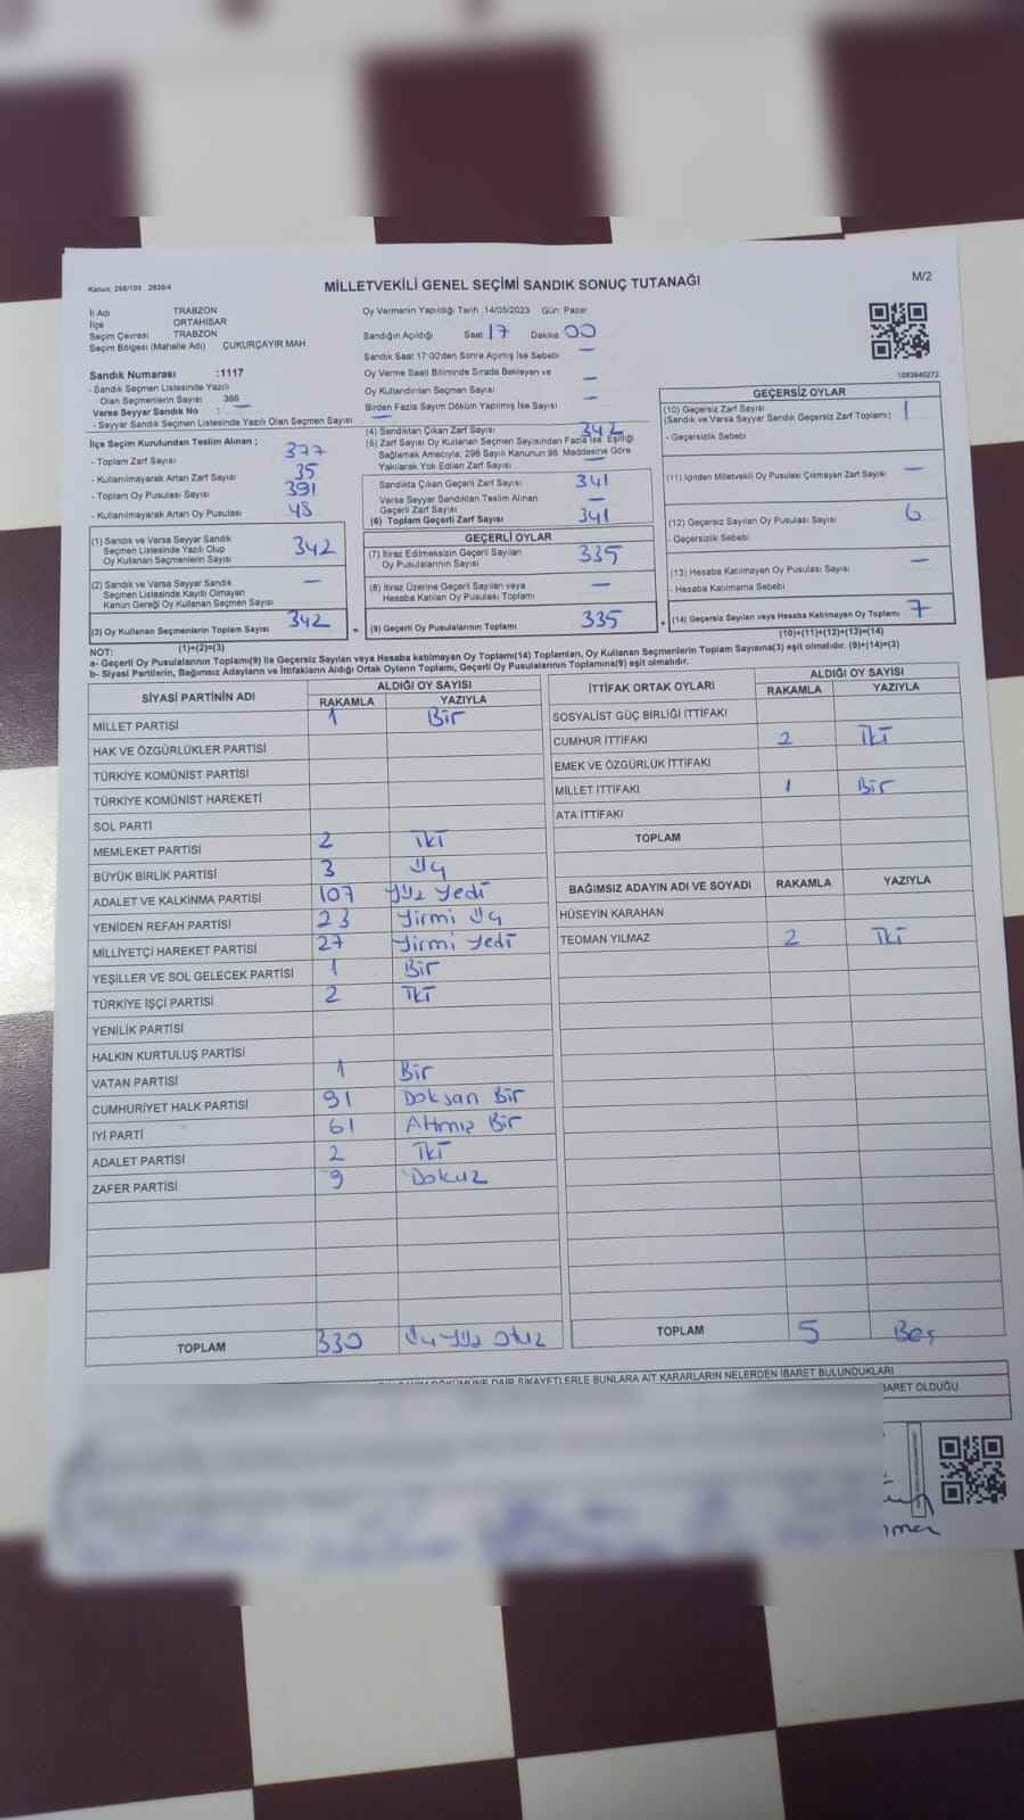 Kanun: 298/105 2839/4
MİLLETVEKİLİ GENEL SEÇİMİ SANDIK SONUÇ TUTANAĞI
M/2
İl Adı TRABZON
İlçe ORTAHİSAR
Seçim Çevresi TRABZON
Seçim Bölgesi (Mahalle Adı) ÇUKURÇAYIR MAH
Oy Vermenin Yapıldığı Tarih :14/05/2023 Gün: Pazar
Sandığın Açıldığı Saat 17 Dakika 00
Sandık Saat 17:00'den Sonra Açılmış İse Sebebi —
Oy Verme Saati Bitiminde Sırada Bekleyen ve
Oy Kullandırılan Seçmen Sayısı —
Birden Fazla Sayım Döküm Yapılmış İse Sayısı —
Sandık Numarası :1117
- Sandık Seçmen Listesinde Yazılı
Olan Seçmenlerin Sayısı : 366
Varsa Seyyar Sandık No : —
- Seyyar Sandık Seçmen Listesinde Yazılı Olan Seçmen Sayısı —
İlçe Seçim Kurulundan Teslim Alınan ;
- Toplam Zarf Sayısı 377
- Kullanılmayarak Artan Zarf Sayısı 35
- Toplam Oy Pusulası Sayısı 391
- Kullanılmayarak Artan Oy Pusulası 48
(1) Sandık ve Varsa Seyyar Sandık
Seçmen Listesinde Yazılı Olup
Oy Kullanan Seçmenlerin Sayısı 342
(2) Sandık ve Varsa Seyyar Sandık
Seçmen Listesinde Kayıtlı Olmayan
Kanun Gereği Oy Kullanan Seçmen Sayısı —
(3) Oy Kullanan Seçmenlerin Toplam Sayısı 342
(1)+(2)=(3)
(4) Sandıktan Çıkan Zarf Sayısı 342
(5) Zarf Sayısı Oy Kullanan Seçmen Sayısından Fazla İse, Eşitliği
Sağlamak Amacıyla, 298 Sayılı Kanunun 98. Maddesine Göre
Yakılarak Yok Edilen Zarf Sayısı —
Sandıkta Çıkan Geçerli Zarf Sayısı 341
Varsa Seyyar Sandıktan Teslim Alınan
Geçerli Zarf Sayısı —
(6) Toplam Geçerli Zarf Sayısı 341
GEÇERLİ OYLAR
(7) İtiraz Edilmeksizin Geçerli Sayılan
Oy Pusulalarının Sayısı 335
(8) İtiraz Üzerine Geçerli Sayılan veya
Hesaba Katılan Oy Pusulası Toplamı —
= (9) Geçerli Oy Pusulalarının Toplamı 335
1083640272
GEÇERSİZ OYLAR
(10) Geçersiz Zarf Sayısı 1
(Sandık ve Varsa Seyyar Sandık Geçersiz Zarf Toplamı)
- Geçersizlik Sebebi
(11) İçinden Milletvekili Oy Pusulası Çıkmayan Zarf Sayısı —
(12) Geçersiz Sayılan Oy Pusulası Sayısı 6
- Geçersizlik Sebebi
(13) Hesaba Katılmayan Oy Pusulası Sayısı —
- Hesaba Katılmama Sebebi
+ (14) Geçersiz Sayılan veya Hesaba Katılmayan Oy Toplamı 7
(10)+(11)+(12)+(13)=(14)
NOT:
a- Geçerli Oy Pusulalarının Toplamı(9) ile Geçersiz Sayılan veya Hesaba katılmayan Oy Toplamı(14) Toplamları, Oy Kullanan Seçmenlerin Toplam Sayısına(3) eşit olmalıdır. (9)+(14)=(3)
b- Siyasi Partilerin, Bağımsız Adayların ve İttifakların Aldığı Ortak Oyların Toplamı, Geçerli Oy Pusulalarının Toplamına(9) eşit olmalıdır.
SİYASİ PARTİNİN ADI ALDIĞI OY SAYISI
RAKAMLA YAZIYLA
MİLLET PARTİSİ 1 Bir
HAK VE ÖZGÜRLÜKLER PARTİSİ
TÜRKİYE KOMÜNİST PARTİSİ
TÜRKİYE KOMÜNİST HAREKETİ
SOL PARTİ
MEMLEKET PARTİSİ 2 İki
BÜYÜK BİRLİK PARTİSİ 3 Üç
ADALET VE KALKINMA PARTİSİ 107 Yüz Yedi
YENİDEN REFAH PARTİSİ 23 Yirmi Üç
MİLLİYETÇİ HAREKET PARTİSİ 27 Yirmi Yedi
YEŞİLLER VE SOL GELECEK PARTİSİ 1 Bir
TÜRKİYE İŞÇİ PARTİSİ 2 İki
YENİLİK PARTİSİ
HALKIN KURTULUŞ PARTİSİ
VATAN PARTİSİ 1 Bir
CUMHURİYET HALK PARTİSİ 91 Doksan Bir
İYİ PARTİ 61 Altmış Bir
ADALET PARTİSİ 2 İki
ZAFER PARTİSİ 9 Dokuz
TOPLAM 330 Üç Yüz Otuz
İTTİFAK ORTAK OYLARI ALDIĞI OY SAYISI
RAKAMLA YAZIYLA
SOSYALİST GÜÇ BİRLİĞİ İTTİFAKI
CUMHUR İTTİFAKI 2 İki
EMEK VE ÖZGÜRLÜK İTTİFAKI
MİLLET İTTİFAKI 1 Bir
ATA İTTİFAKI
TOPLAM
BAĞIMSIZ ADAYIN ADI VE SOYADI RAKAMLA YAZIYLA
HÜSEYİN KARAHAN
TEOMAN YILMAZ 2 İki
TOPLAM 5 Beş
DAİR ŞİKAYETLERLE BUNLARA AİT KARARLARIN NELERDEN İBARET BULUNDUKLARI
BARET OLDUĞU